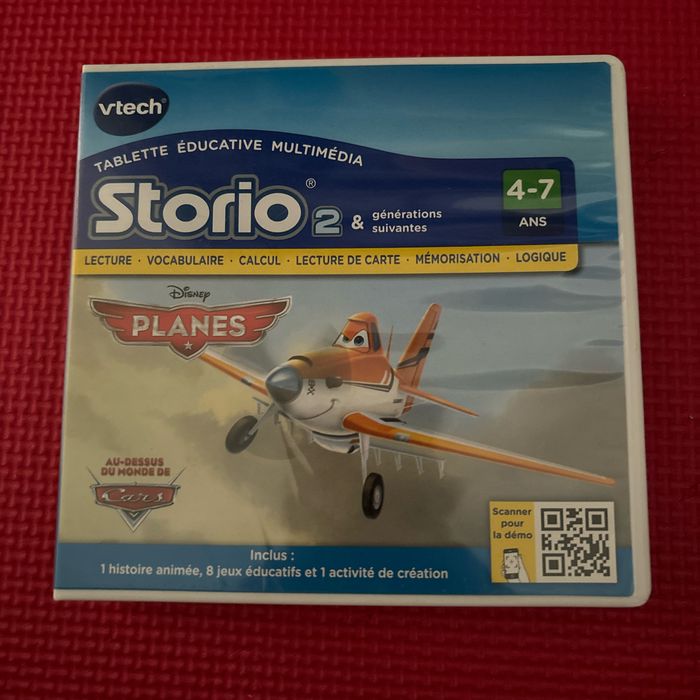 vtech®
TABLETTE ÉDUCATIVE MULTIMÉDIA
Storio® 2 & générations suivantes
4-7
ANS
LECTURE · VOCABULAIRE · CALCUL · LECTURE DE CARTE · MÉMORISATION · LOGIQUE
Disney
PLANES
AU-DESSUS
DU MONDE DE
Cars
Scanner
pour
la démo
Inclus :
1 histoire animée, 8 jeux éducatifs et 1 activité de création